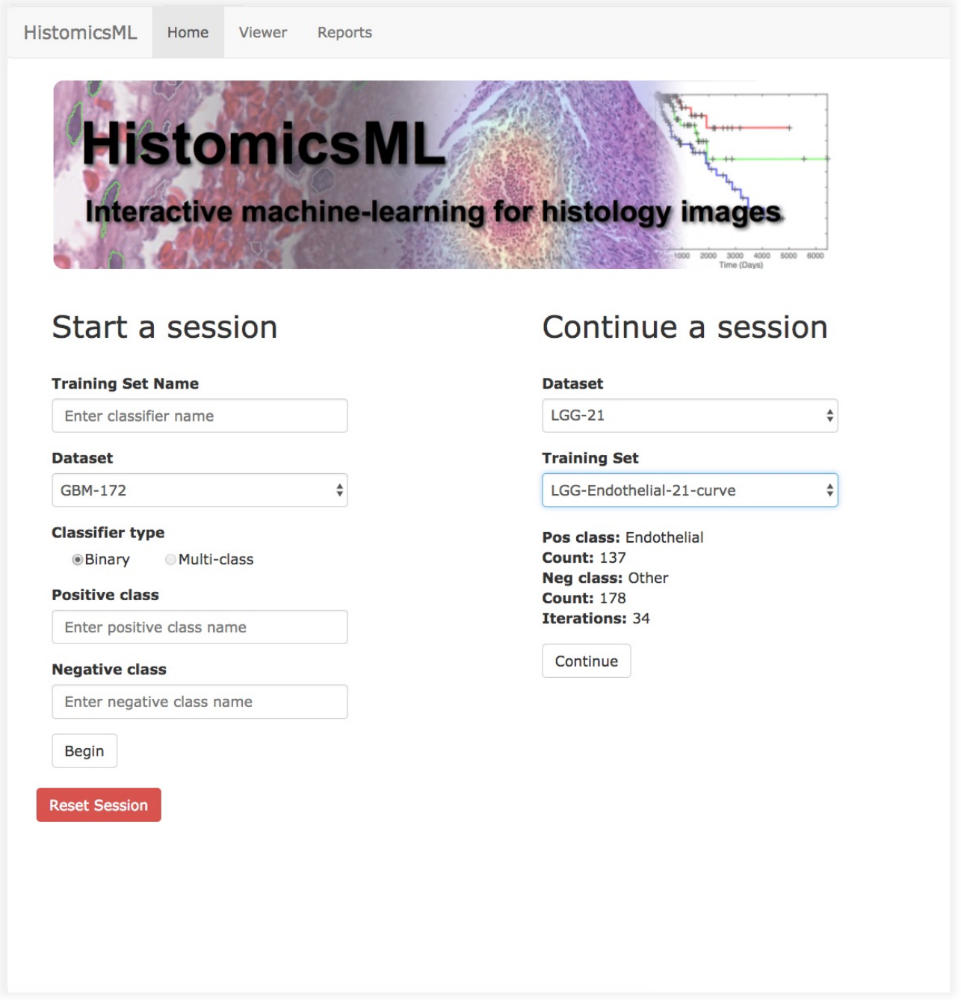 HistomicsML Home Viewer Reports
HistomicsML
Interactive machine-learning for histology images
1000 2000 3000 4000 5000 6000
Time (Days)
Start a session
Training Set Name
Enter classifier name
Dataset
GBM-172
Classifier type
Binary Multi-class
Positive class
Enter positive class name
Negative class
Enter negative class name
Begin
Reset Session
Continue a session
Dataset
LGG-21
Training Set
LGG-Endothelial-21-curve
Pos class: Endothelial
Count: 137
Neg class: Other
Count: 178
Iterations: 34
Continue